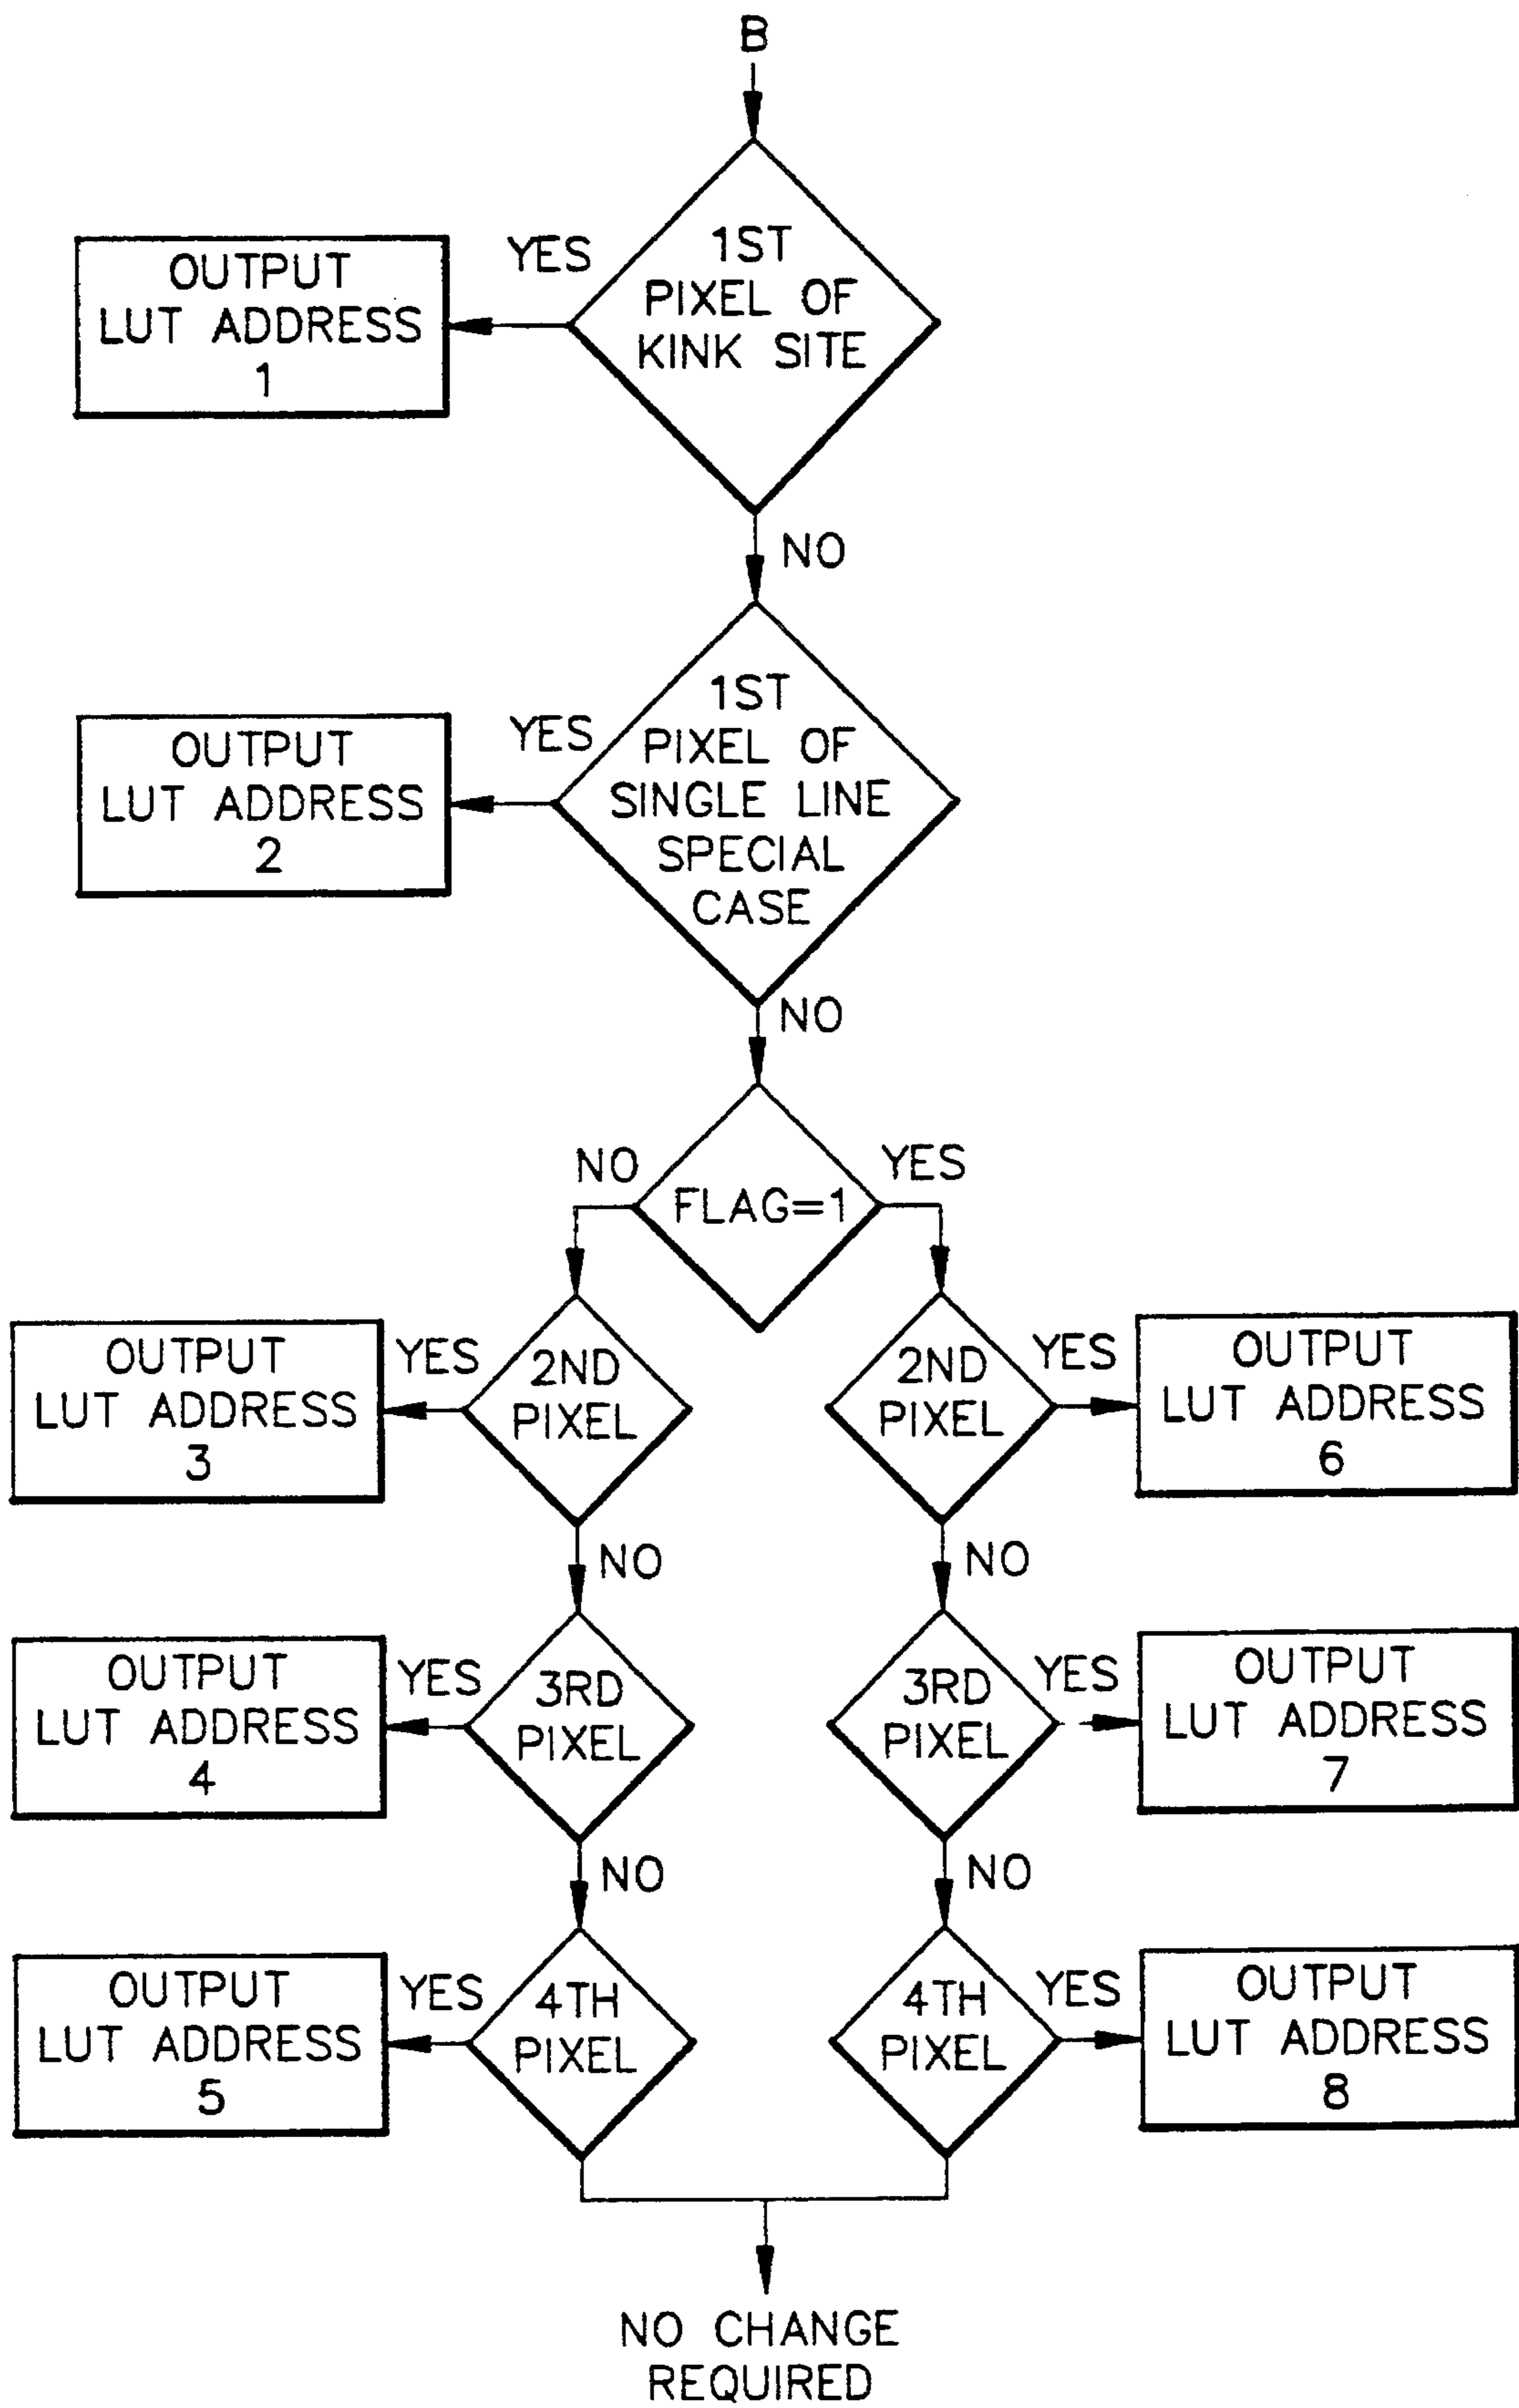 B
1ST
PIXEL OF
KINK SITE
YES
OUTPUT
LUT ADDRESS
1
NO
1ST
PIXEL OF
SINGLE LINE
SPECIAL
CASE
YES
OUTPUT
LUT ADDRESS
2
NO
FLAG=1
NO
YES
2ND
PIXEL
YES
OUTPUT
LUT ADDRESS
3
NO
3RD
PIXEL
YES
OUTPUT
LUT ADDRESS
4
NO
4TH
PIXEL
YES
OUTPUT
LUT ADDRESS
5
2ND
PIXEL
YES
OUTPUT
LUT ADDRESS
6
NO
3RD
PIXEL
YES
OUTPUT
LUT ADDRESS
7
NO
4TH
PIXEL
YES
OUTPUT
LUT ADDRESS
8
NO CHANGE
REQUIRED